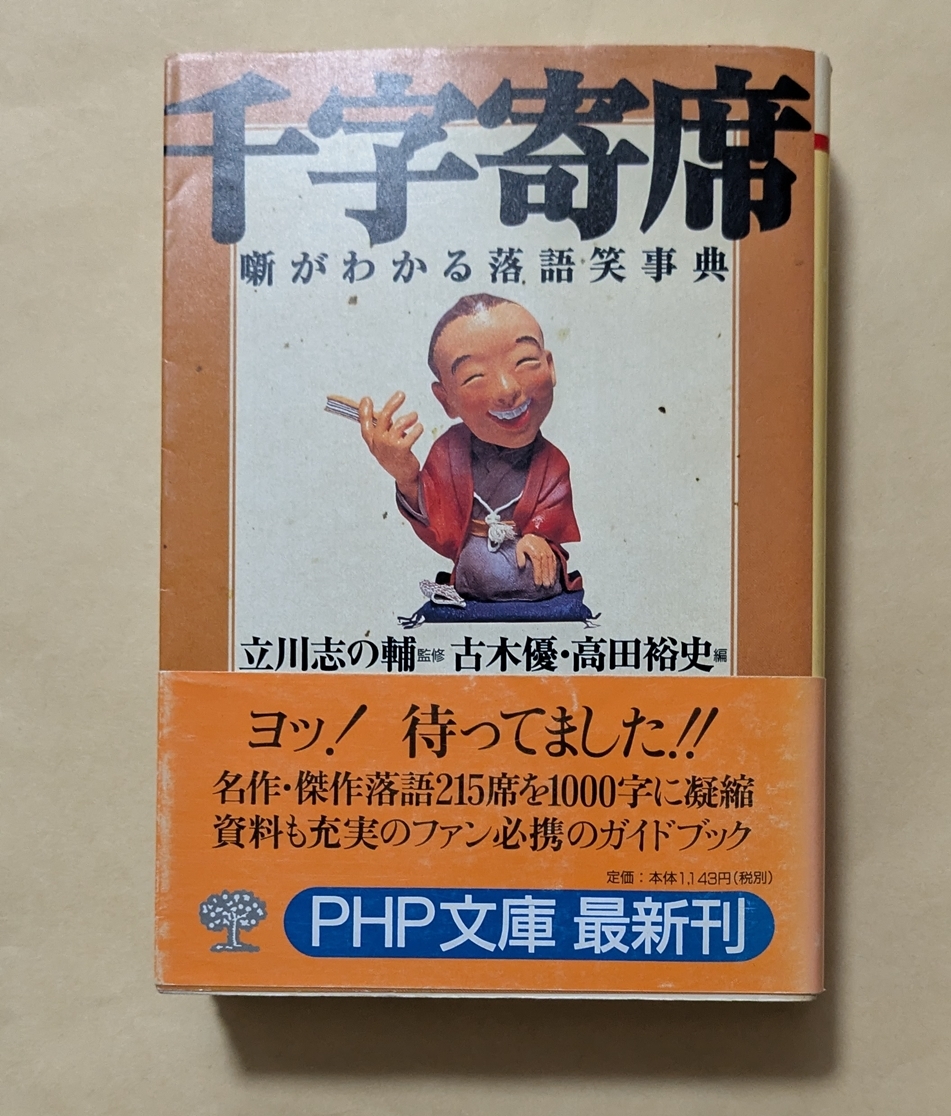 千字寄席
噺がわかる落語笑事典
立川志の輔監修 古木優・高田裕史編
ヨッ! 待ってました!!
名作・傑作落語215席を1000字に凝縮
資料も充実のファン必携のガイドブック
定価:本体1,143円(税別)
PHP文庫 最新刊